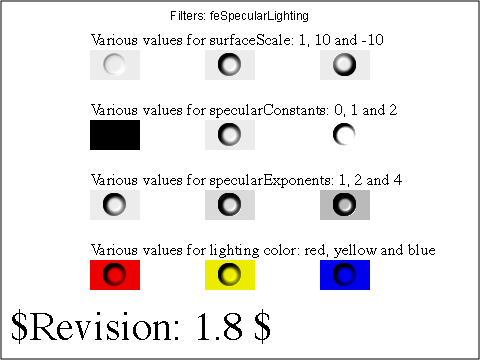 Filters: feSpecularLighting
Various values for surfaceScale: 1, 10 and -10
Various values for specularConstants: 0, 1 and 2
Various values for specularExponents: 1, 2 and 4
Various values for lighting color: red, yellow and blue
$Revision: 1.8 $